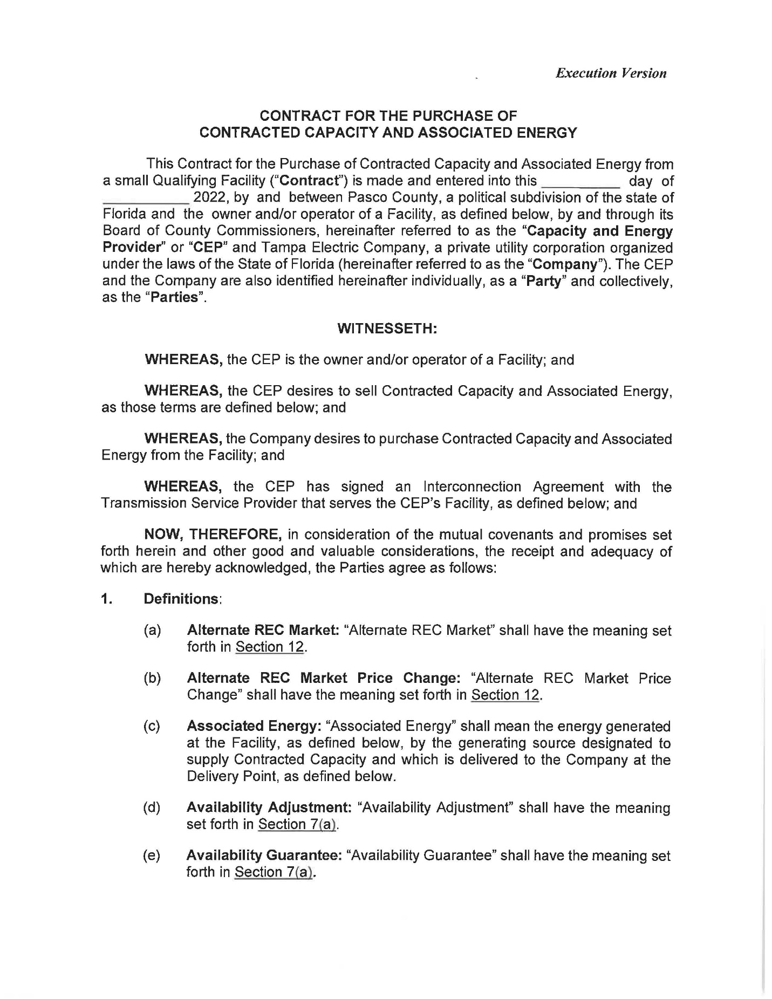 Execution Version
CONTRACT FOR THE PURCHASE OF
CONTRACTED CAPACITY AND ASSOCIATED ENERGY
This Contract for the Purchase of Contracted Capacity and Associated Energy from
a small Qualifying Facility (“Contract”) is made and entered into this __________ day of
___________ 2022, by and between Pasco County, a political subdivision of the state of
Florida and the owner and/or operator of a Facility, as defined below, by and through its
Board of County Commissioners, hereinafter referred to as the “Capacity and Energy
Provider” or “CEP” and Tampa Electric Company, a private utility corporation organized
under the laws of the State of Florida (hereinafter referred to as the “Company”). The CEP
and the Company are also identified hereinafter individually, as a “Party” and collectively,
as the “Parties”.
WITNESSETH:
WHEREAS, the CEP is the owner and/or operator of a Facility; and
WHEREAS, the CEP desires to sell Contracted Capacity and Associated Energy,
as those terms are defined below; and
WHEREAS, the Company desires to purchase Contracted Capacity and Associated
Energy from the Facility; and
WHEREAS, the CEP has signed an Interconnection Agreement with the
Transmission Service Provider that serves the CEP’s Facility, as defined below; and
NOW, THEREFORE, in consideration of the mutual covenants and promises set
forth herein and other good and valuable considerations, the receipt and adequacy of
which are hereby acknowledged, the Parties agree as follows:
1. Definitions:
(a) Alternate REC Market: “Alternate REC Market” shall have the meaning set
forth in Section 12.
(b) Alternate REC Market Price Change: “Alternate REC Market Price
Change” shall have the meaning set forth in Section 12.
(c) Associated Energy: “Associated Energy” shall mean the energy generated
at the Facility, as defined below, by the generating source designated to
supply Contracted Capacity and which is delivered to the Company at the
Delivery Point, as defined below.
(d) Availability Adjustment: “Availability Adjustment” shall have the meaning
set forth in Section 7(a).
(e) Availability Guarantee: “Availability Guarantee” shall have the meaning set
forth in Section 7(a).